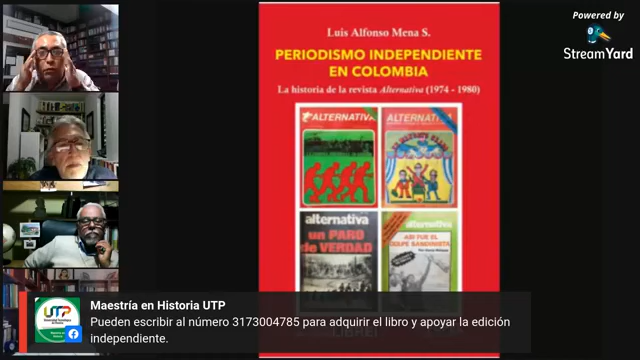 Powered by
StreamYard
Luis Alfonso Mena S.
PERIODISMO INDEPENDIENTE
EN COLOMBIA
La historia de la revista Alternativa (1974 - 1980)
ALTERNATIVA
ALTERNATIVA
alternativa
un PARO
de VERDAD
alternativa
ASI FUE EL
GOLPE SANDINISTA
UTP
Maestría en Historia UTP
Pueden escribir al número 3173004785 para adquirir el libro y apoyar la edición
independiente.